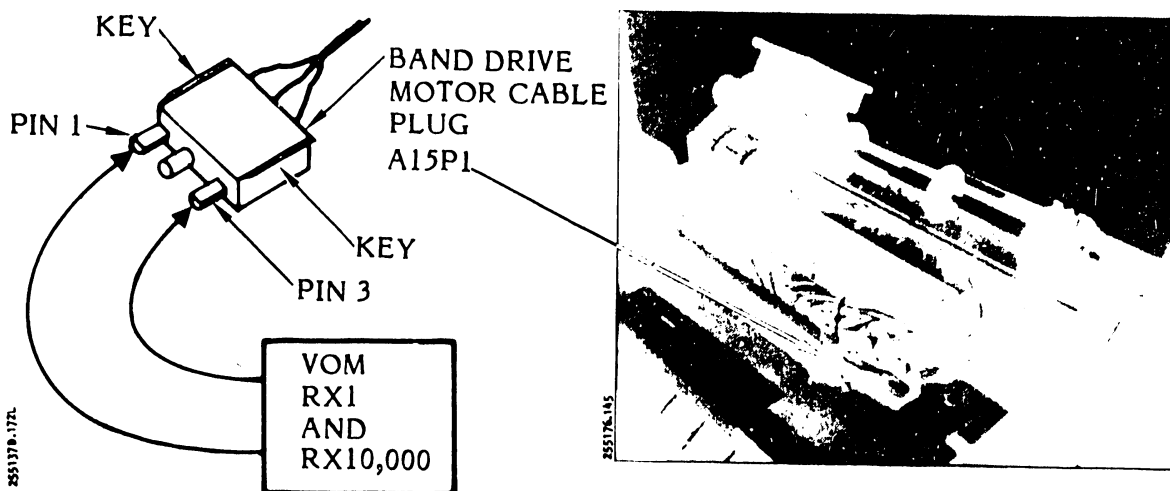 KEY
PIN 1
BAND DRIVE
MOTOR CABLE
PLUG
A15P1
KEY
PIN 3
VOM
RX1
AND
RX10,000
255137B-172L
255176.145